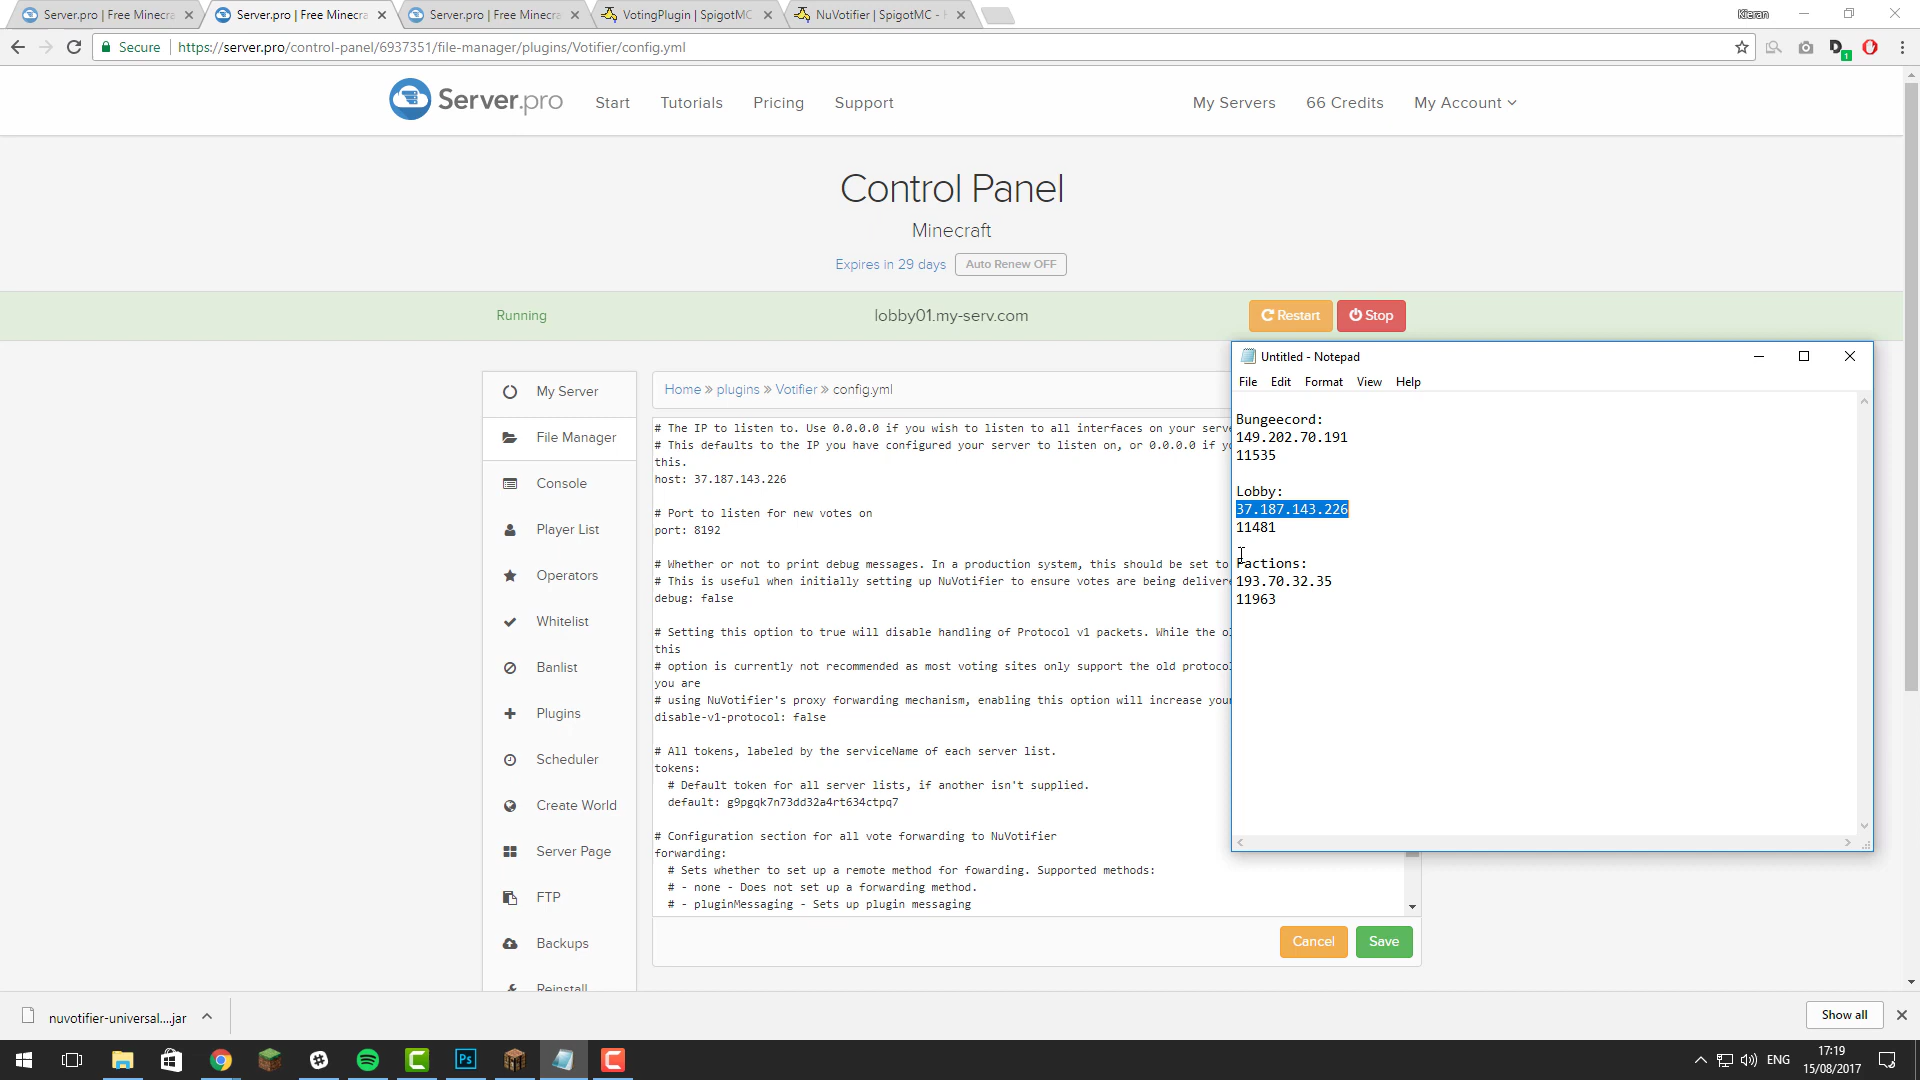 Server.pro | Free Minecra
Server.pro | Free Minecra
Server.pro | Free Minecra
VotingPlugin | SpigotMC
NuVotifier | SpigotMC -
Kieran
Secure
https://server.pro/control-panel/6937351/file-manager/plugins/Votifier/config.yml
Server.pro
Start
Tutorials
Pricing
Support
My Servers
66 Credits
My Account
Control Panel
Minecraft
Expires in 29 days
Auto Renew OFF
Running
lobby01.my-serv.com
Restart
Stop
My Server
File Manager
Console
Player List
Operators
Whitelist
Banlist
Plugins
Scheduler
Create World
Server Page
FTP
Backups
Reinstall
Home » plugins » Votifier » config.yml
# The IP to listen to. Use 0.0.0.0 if you wish to listen to all interfaces on your serve
# This defaults to the IP you have configured your server to listen on, or 0.0.0.0 if yo
this.
host: 37.187.143.226
# Port to listen for new votes on
port: 8192
# Whether or not to print debug messages. In a production system, this should be set to
# This is useful when initially setting up NuVotifier to ensure votes are being delivere
debug: false
# Setting this option to true will disable handling of Protocol v1 packets. While the ol
this
# option is currently not recommended as most voting sites only support the old protocol
you are
# using NuVotifier's proxy forwarding mechanism, enabling this option will increase your
disable-v1-protocol: false
# All tokens, labeled by the serviceName of each server list.
tokens:
# Default token for all server lists, if another isn't supplied.
default: g9pgqk7n73dd32a4rt634ctpq7
# Configuration section for all vote forwarding to NuVotifier
forwarding:
# Sets whether to set up a remote method for fowarding. Supported methods:
# - none - Does not set up a forwarding method.
# - pluginMessaging - Sets up plugin messaging
Cancel
Save
Untitled - Notepad
File
Edit
Format
View
Help
Bungeecord:
149.202.70.191
11535
Lobby:
37.187.143.226
11481
Factions:
193.70.32.35
11963
nuvotifier-universal....jar
Show all
ENG
17:19
15/08/2017